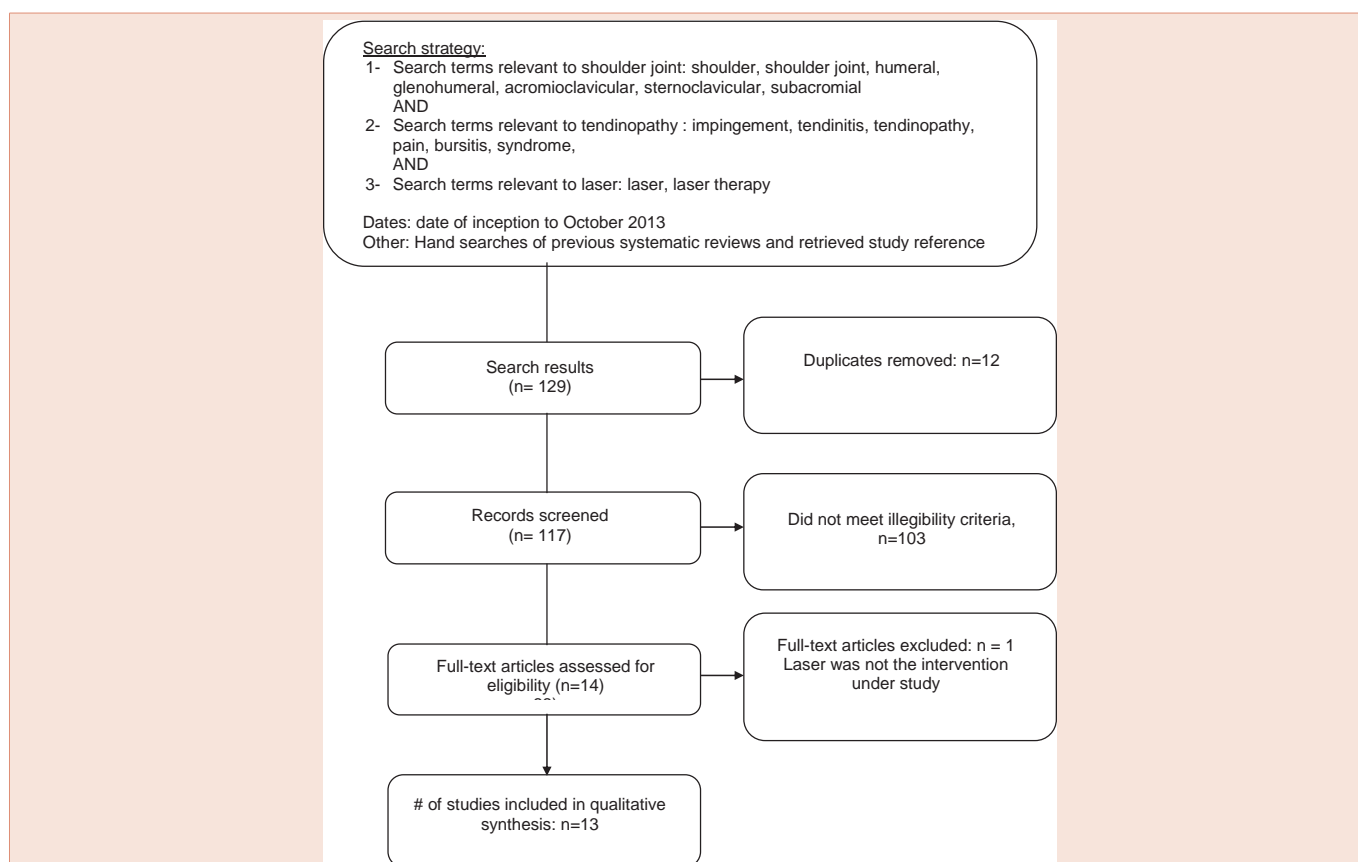 Search strategy:
1- Search terms relevant to shoulder joint: shoulder, shoulder joint, humeral,
glenohumeral, acromioclavicular, sternoclavicular, subacromial
AND
2- Search terms relevant to tendinopathy : impingement, tendinitis, tendinopathy,
pain, bursitis, syndrome,
AND
3- Search terms relevant to laser: laser, laser therapy
Dates: date of inception to October 2013
Other: Hand searches of previous systematic reviews and retrieved study reference
Search results
(n= 129)
Duplicates removed: n=12
Records screened
(n= 117)
Did not meet illegibility criteria,
n=103
Full-text articles assessed for
eligibility (n=14)
Full-text articles excluded: n = 1
Laser was not the intervention
under study
# of studies included in qualitative
synthesis: n=13